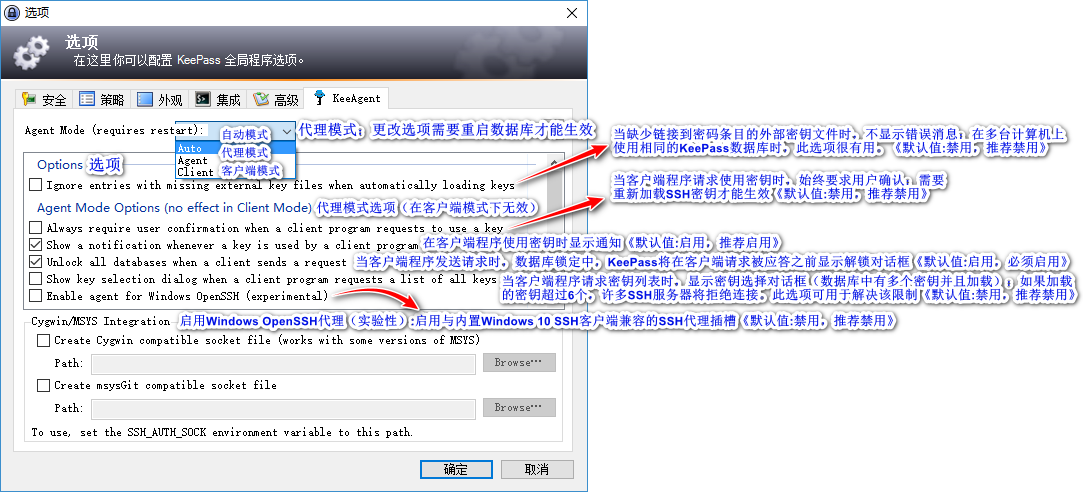 选项
选项
在这里你可以配置 KeePass 全局程序选项。
安全 策略 外观 集成 高级 KeeAgent
Agent Mode (requires restart):
自动模式
代理模式：更改选项需要重启数据库才能生效
Auto
代理模式
Agent
Client 客户端模式
Options 选项
Ignore entries with missing external key files when automatically loading keys
当缺少链接到密码条目的外部密钥文件时，不显示错误消息；在多台计算机上
使用相同的KeePass数据库时，此选项很有用，《默认值:禁用，推荐禁用》
Agent Mode Options (no effect in Client Mode) 代理模式选项（在客户端模式下无效）
当客户端程序请求使用密钥时，始终要求用户确认；需要
重新加载SSH密钥才能生效《默认值:禁用，推荐禁用》
Always require user confirmation when a client program requests to use a key
Show a notification whenever a key is used by a client program 在客户端程序使用密钥时显示通知《默认值:启用，推荐启用》
Unlock all databases when a client sends a request 当客户端程序发送请求时，数据库锁定中，KeePass将在客户端请求被应答之前显示解锁对话框《默认值:启用，必须启用》
Show key selection dialog when a client program requests a list of all keys
当客户端程序请求密钥列表时，显示密钥选择对话框（数据库中有多个密钥并且加载）；如果加载
的密钥超过6个，许多SSH服务器将拒绝连接，此选项可用于解决该限制《默认值:禁用，推荐禁用》
Enable agent for Windows OpenSSH (experimental)
启用Windows OpenSSH代理（实验性）:启用与内置Windows 10 SSH客户端兼容的SSH代理插槽《默认值:禁用，推荐禁用》
Cygwin/MSYS Integration
Create Cygwin compatible socket file (works with some versions of MSYS)
Path: Browse···
Create msysGit compatible socket file
Path: Browse···
To use, set the SSH_AUTH_SOCK environment variable to this path.
确定 取消